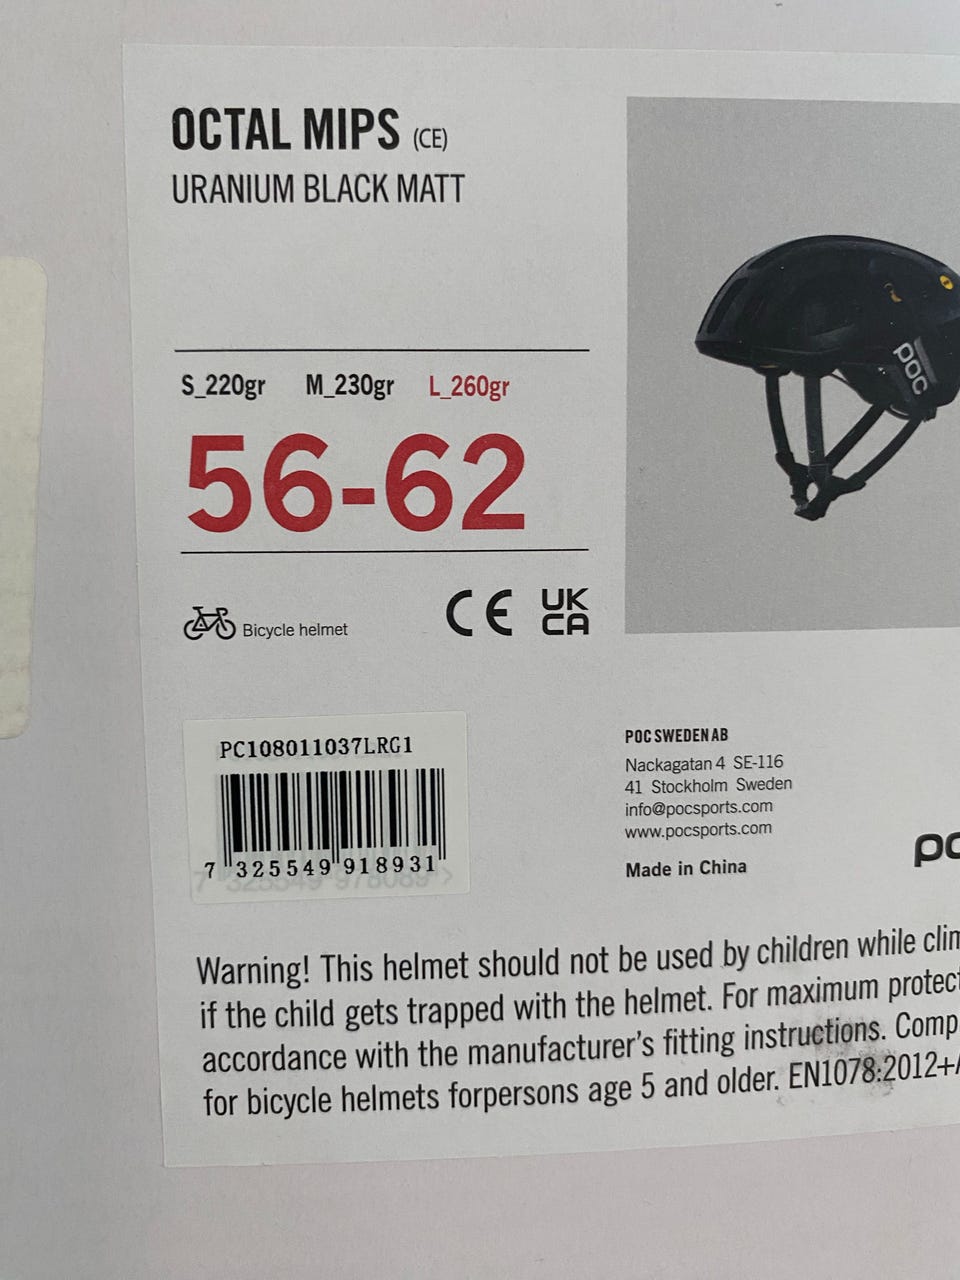 OCTAL MIPS (CE)
URANIUM BLACK MATT
S_220gr M_230gr L_260gr
56-62
Bicycle helmet
CE UK
CA
POC
PC108011037LRG1
7 325549 918931
POC SWEDEN AB
Nackagatan 4 SE-116
41 Stockholm Sweden
info@pocsports.com
www.pocsports.com
Made in China
Warning! This helmet should not be used by children while
if the child gets trapped with the helmet. For maximum
accordance with the manufacturer's fitting instructions.
for bicycle helmets forpersons age 5 and older. EN1078:2012+